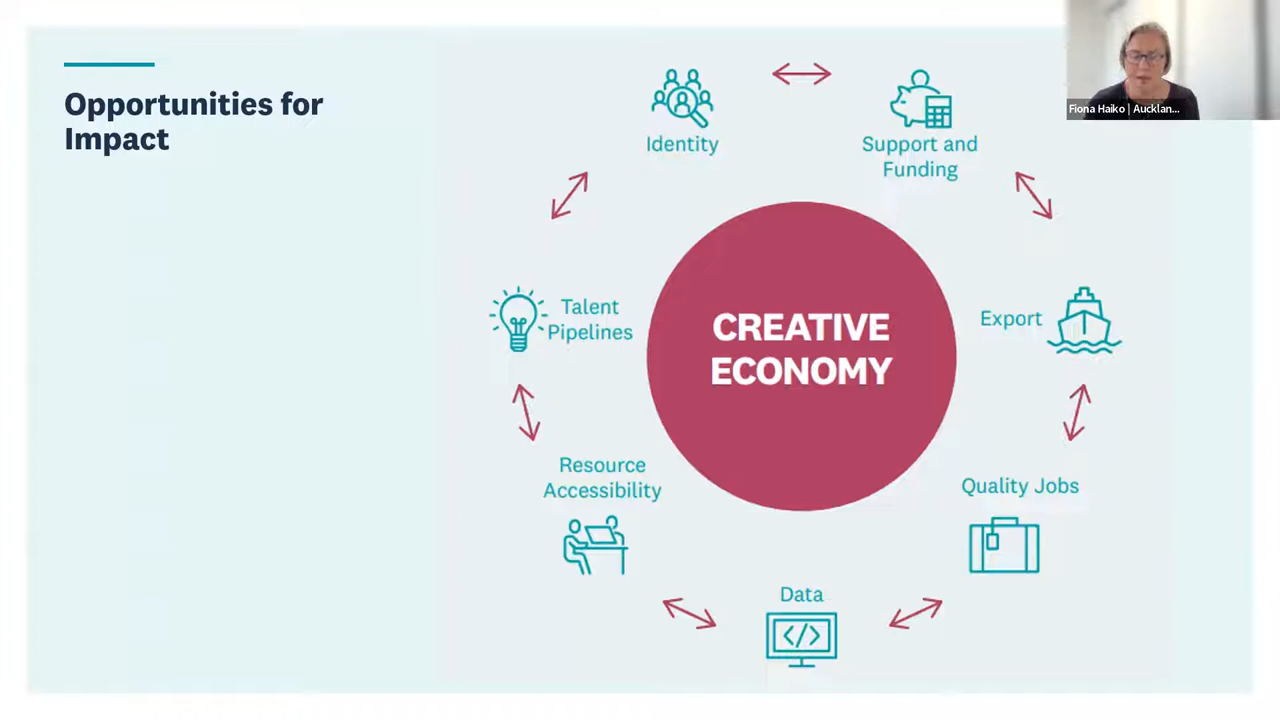 Opportunities for
Impact
Fiona Haiko | Aucklan...
Identity
Support and
Funding
Talent
Pipelines
CREATIVE
ECONOMY
Export
Resource
Accessibility
Quality Jobs
Data
</>